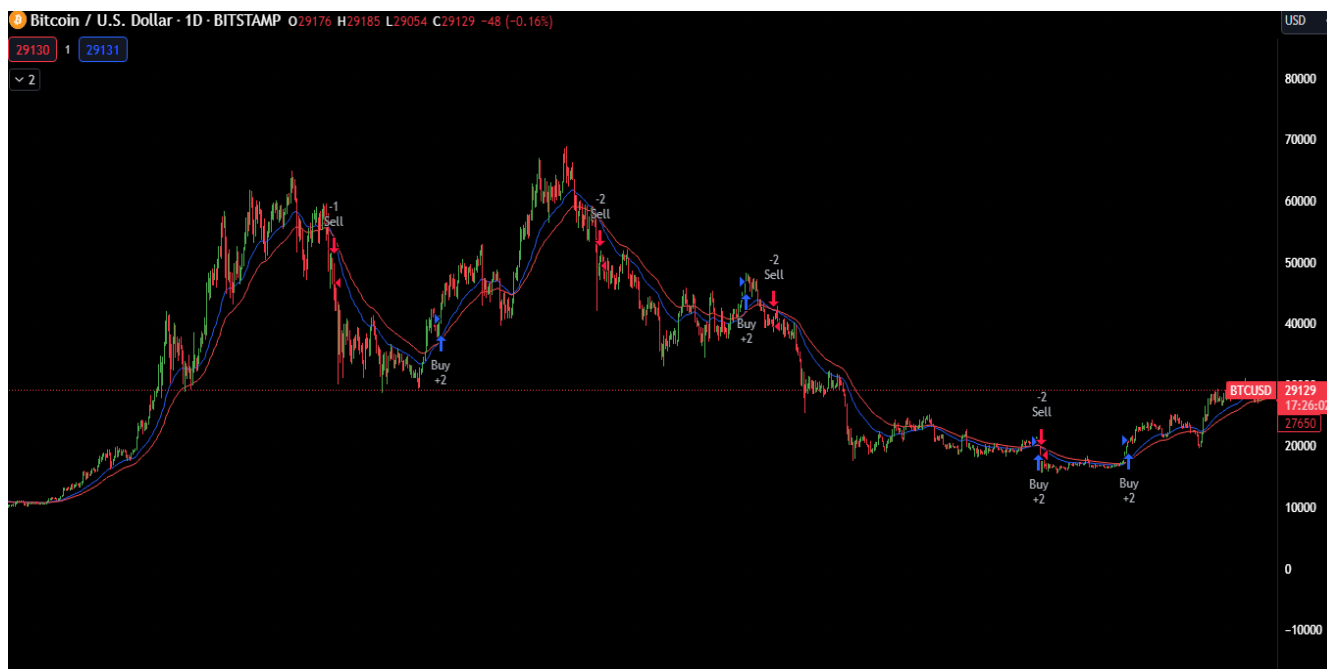 Bitcoin / U.S. Dollar · 1D · BITSTAMP O29176 H29185 L29054 C29129 −48 (−0.16%)
USD
29130 1 29131
2
80000
70000
60000
50000
40000
BTCUSD 29129
17:26:02
27650
20000
10000
0
−10000
-1
Sell
Buy
+2
-2
Sell
Buy
+2
-2
Sell
-2
Sell
Buy
+2
Buy
+2